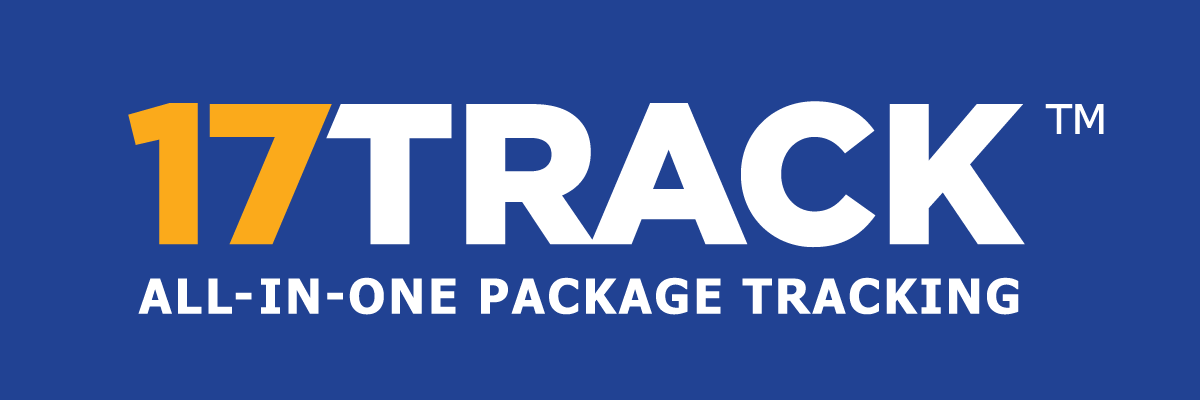 17TRACK™
ALL-IN-ONE PACKAGE TRACKING